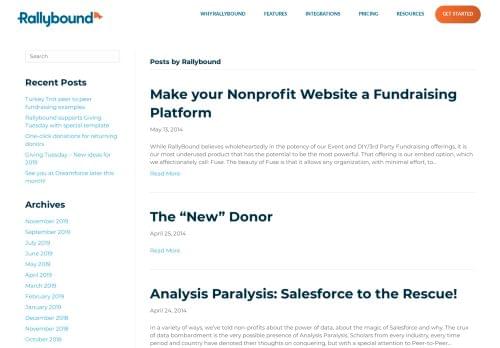 Rallybound
WHY RALLYBOUND
FEATURES
INTEGRATIONS
PRICING
RESOURCES
GET STARTED
Search
Recent Posts
Turkey Trot peer to peer
fundraising examples
Rallybound supports Giving
Tuesday with special template
One-click donations for returning
donors
Giving Tuesday – New ideas for
2019
See you at Dreamforce later this
month!
Archives
November 2019
September 2019
July 2019
June 2019
May 2019
April 2019
March 2019
February 2019
January 2019
December 2018
November 2018
October 2018
Posts by Rallybound
Make your Nonprofit Website a Fundraising
Platform
May 13, 2014
While RallyBound believes wholeheartedly in the potency of our Event and DIY/3rd Party Fundraising offerings, it is
our most underused product that has the potential to be the most powerful. That offering is our embed option, which
we affectionately call: Fuse. The beauty of Fuse is that it allows any organization, with minimal effort, to...
Read More
The “New” Donor
April 25, 2014
Read More
Analysis Paralysis: Salesforce to the Rescue!
April 24, 2014
In a variety of ways, we've told non-profits about the power of data, about the magic of Salesforce and why. The crux
of data bombardment is the very possible presence of Analysis Paralysis. Scholars from every industry, every time
period and country have denoted their thoughts on conquering, but with a special attention to Peer-to-Peer...